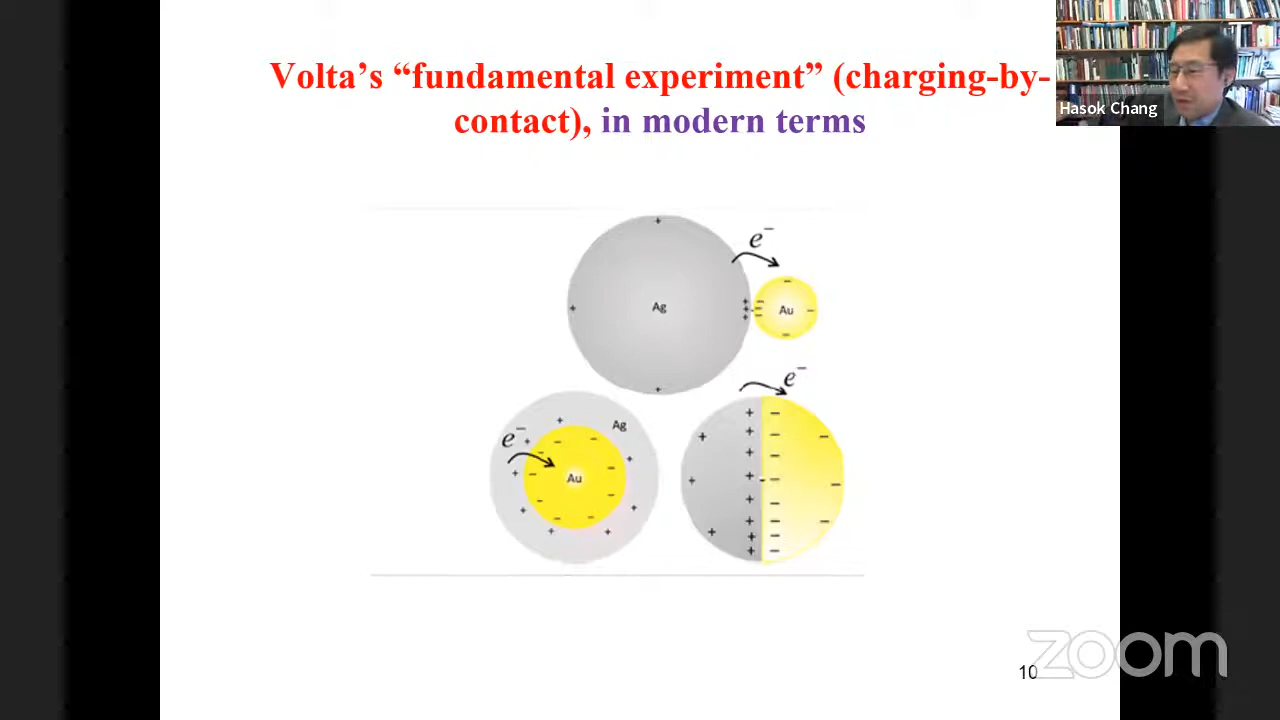 Volta’s “fundamental experiment” (charging-by-
contact), in modern terms
Hasok Chang
e−
Ag
Au
e−
Ag
e−
Au
10
zoom